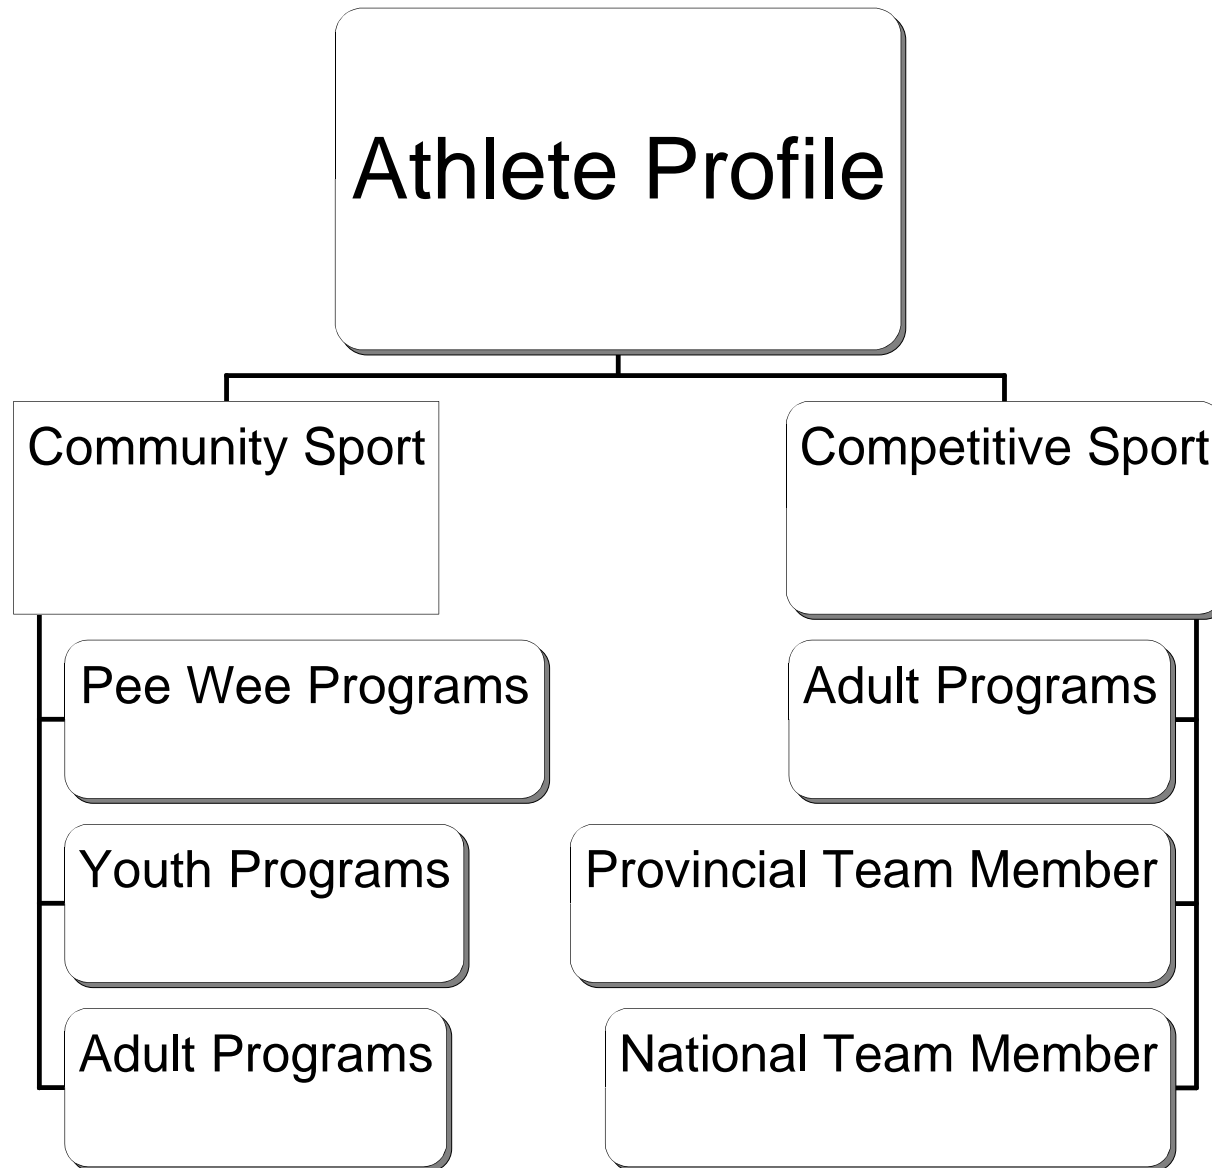 Athlete Profile
Community Sport
Competitive Sport
Pee Wee Programs
Adult Programs
Youth Programs
Provincial Team Member
Adult Programs
National Team Member